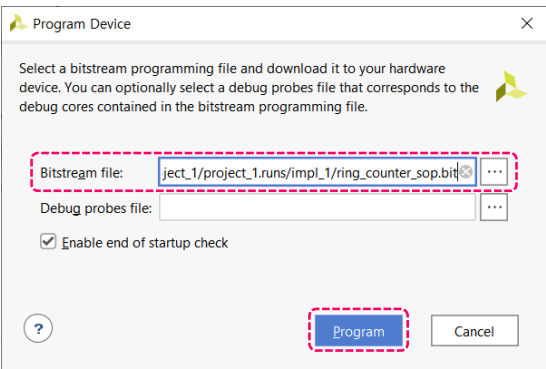 Program Device
Select a bitstream programming file and download it to your hardware
device. You can optionally select a debug probes file that corresponds to the
debug cores contained in the bitstream programming file.
Bitstream file: ject_1/project_1.runs/impl_1/ring_counter_sop.bit ...
Debug probes file: ...
Enable end of startup check
? Program Cancel